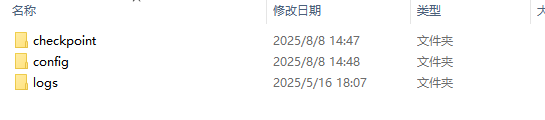 名称 修改日期 类型 大
checkpoint 2025/8/8 14:47 文件夹
config 2025/8/8 14:48 文件夹
logs 2025/5/16 18:07 文件夹